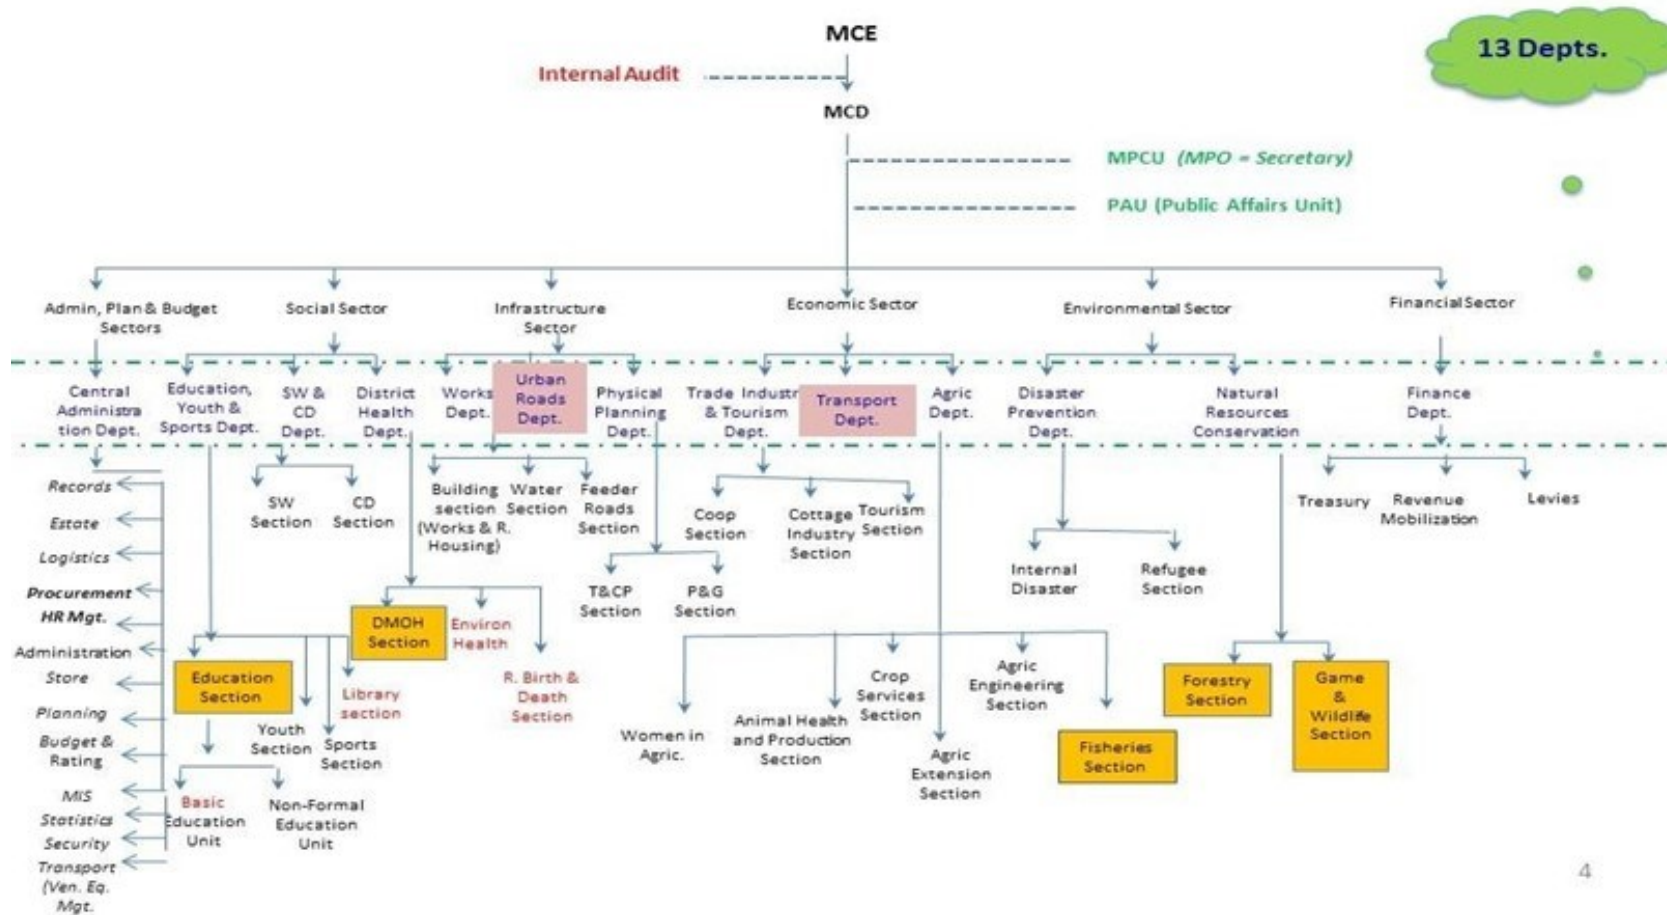 MCE
13 Depts.
Internal Audit
MCD
MPCU (MPO = Secretary)
PAU (Public Affairs Unit)
Admin, Plan & Budget
Sectors
Social Sector
Infrastructure
Sector
Economic Sector
Environmental Sector
Financial Sector
Central
Administra
tion Dept.
Education,
Youth &
Sports Dept.
SW &
CD
Dept.
District
Health
Dept.
Works
Dept.
Urban
Roads
Dept.
Physical
Planning
Dept.
Trade Industr
& Tourism
Dept.
Transport
Dept.
Agric
Dept.
Disaster
Prevention
Dept.
Natural
Resources
Conservation
Finance
Dept.
Records
Estate
Logistics
Procurement
HR Mgt.
Administration
Store
Planning
Budget &
Rating
MIS
Statistics
Security
Transport
(Ven. Eq.
Mgt.
SW
Section
CD
Section
Building
section
(Works & R.
Housing)
Water
Section
Feeder
Roads
Section
Coop
Section
Cottage
Industry
Section
Tourism
Section
Treasury
Revenue
Mobilization
Levies
T&CP
Section
P&G
Section
Internal
Disaster
Refugee
Section
DMOH
Section
Environ
Health
R. Birth &
Death
Section
Education
Section
Youth
Section
Sports
Section
Library
section
Basic
Education
Unit
Non-Formal
Education
Unit
Women in
Agric.
Animal Health
and Production
Section
Crop
Services
Section
Agric
Extension
Section
Agric
Engineering
Section
Fisheries
Section
Forestry
Section
Game
&
Wildlife
Section
4